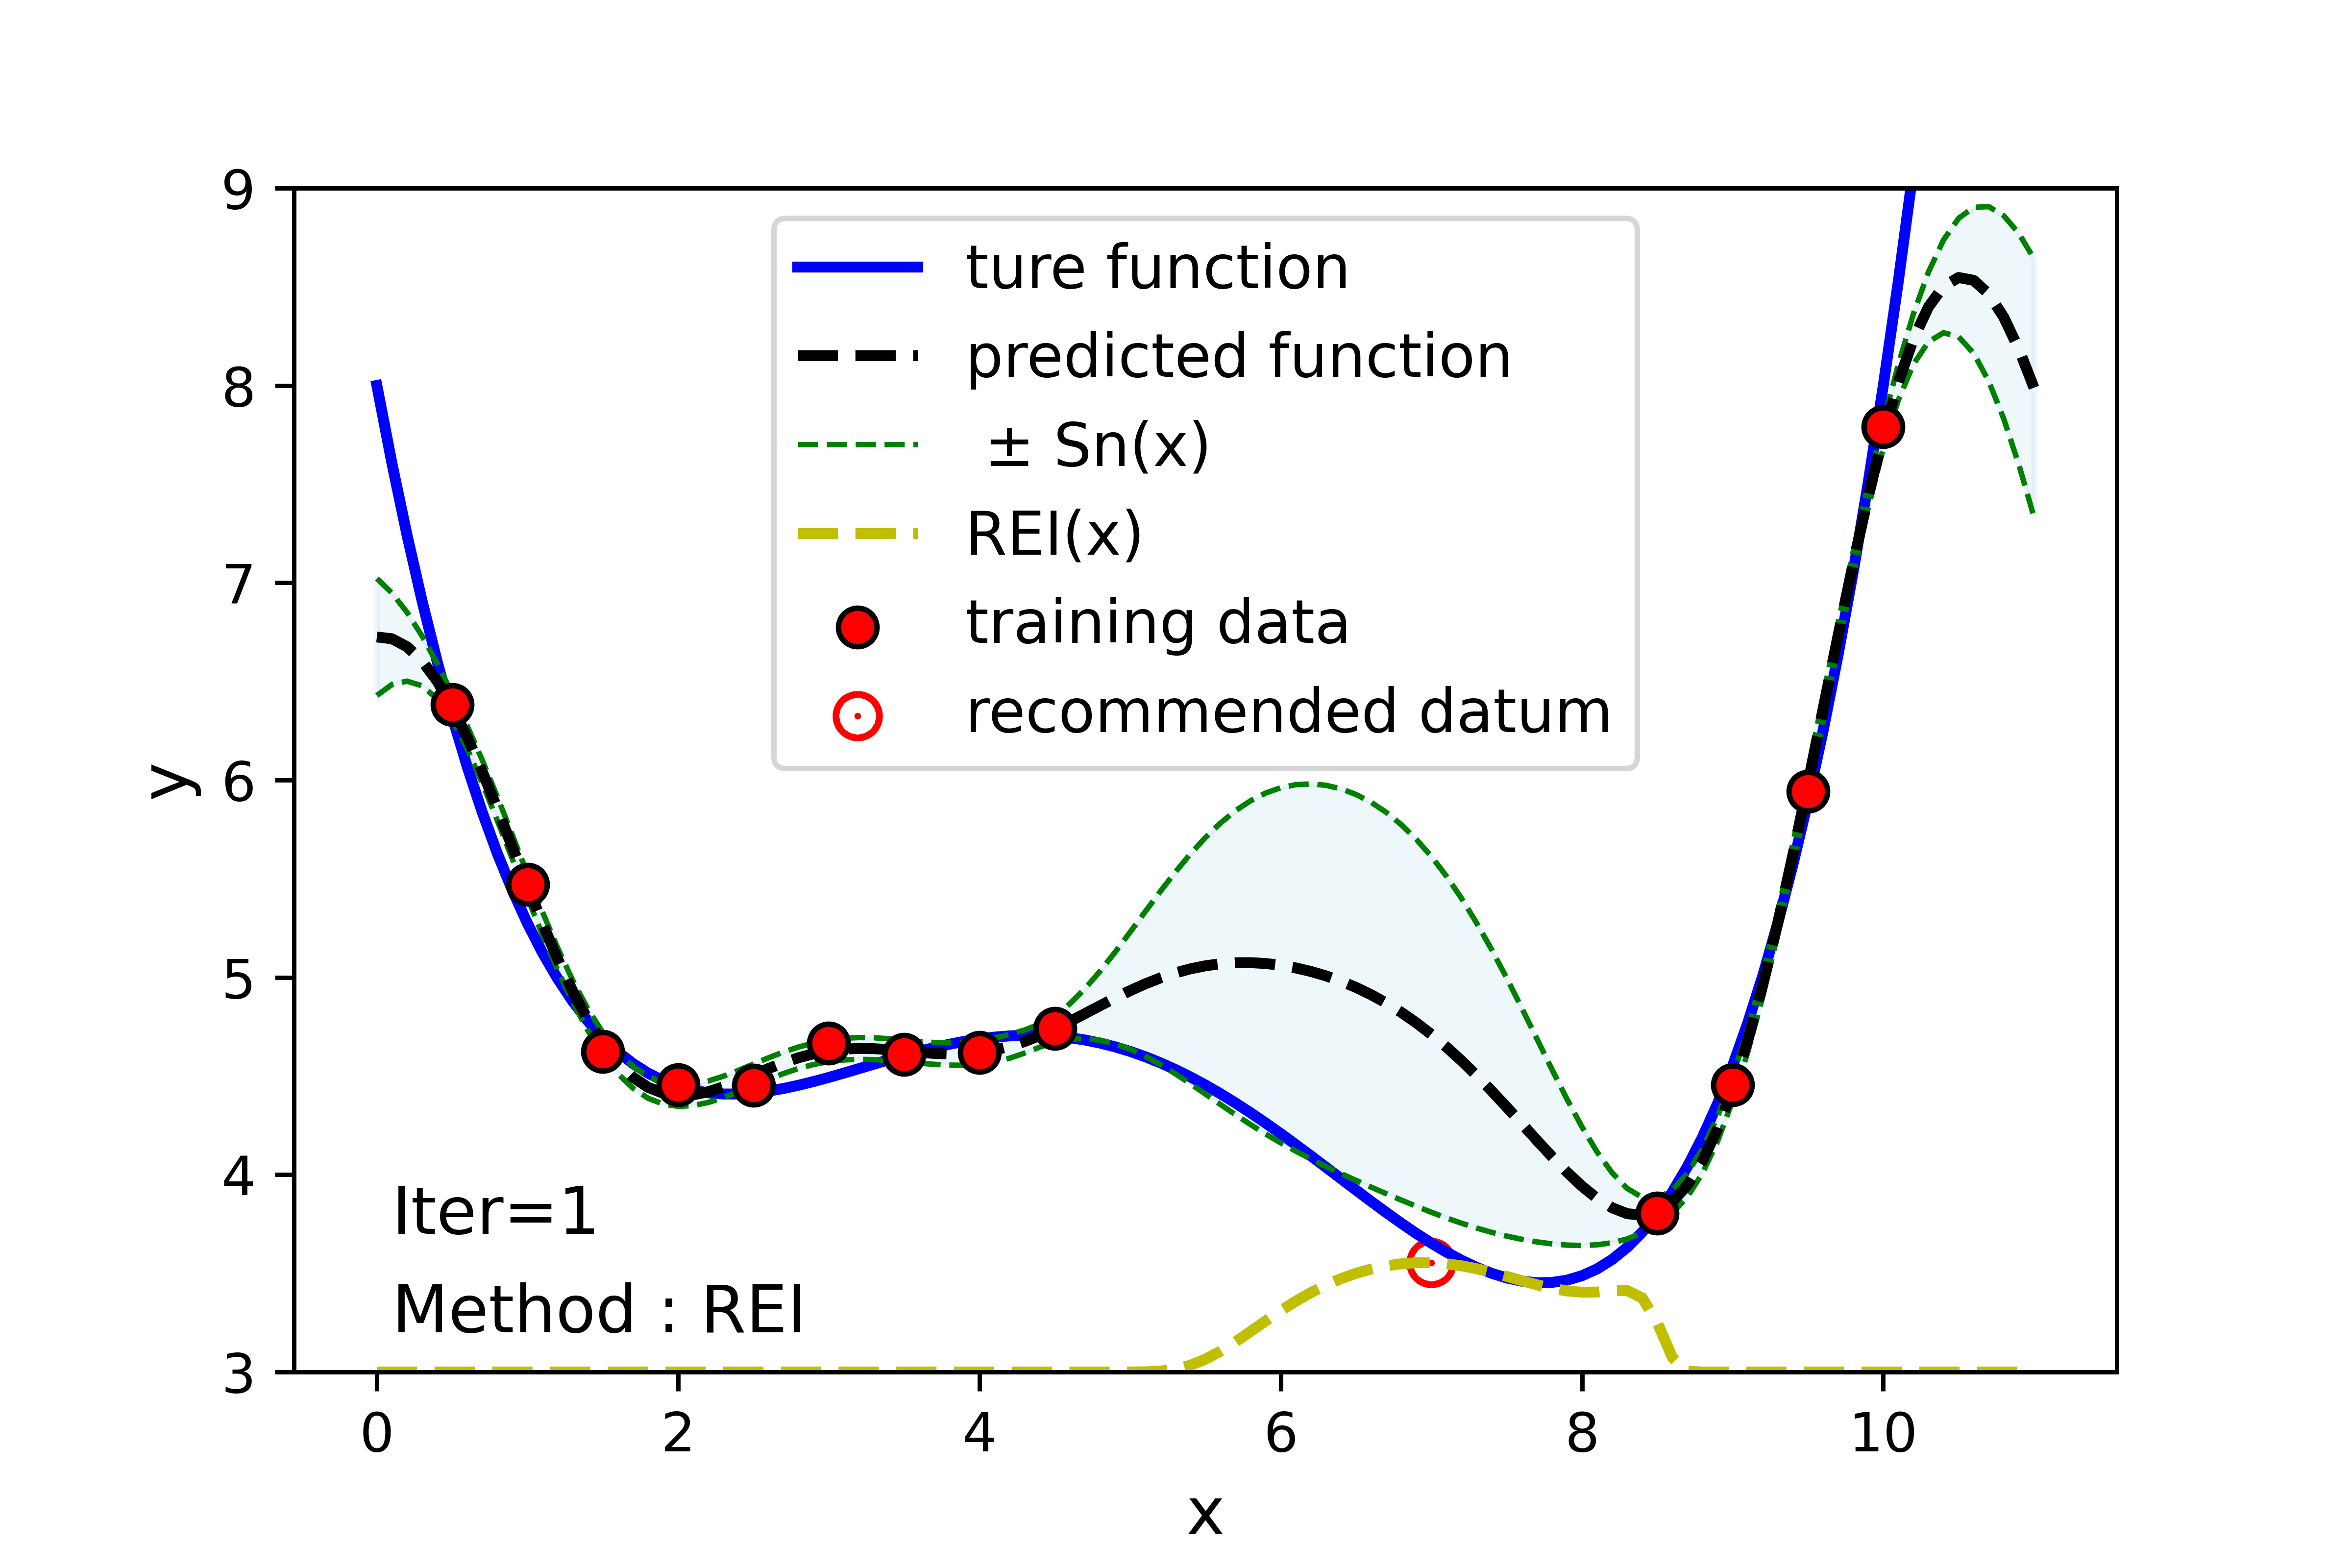 9
8
7
6
5
4
3
y
ture function
predicted function
± Sn(x)
REI(x)
training data
recommended datum
Iter=1
Method : REI
0 2 4 6 8 10
x